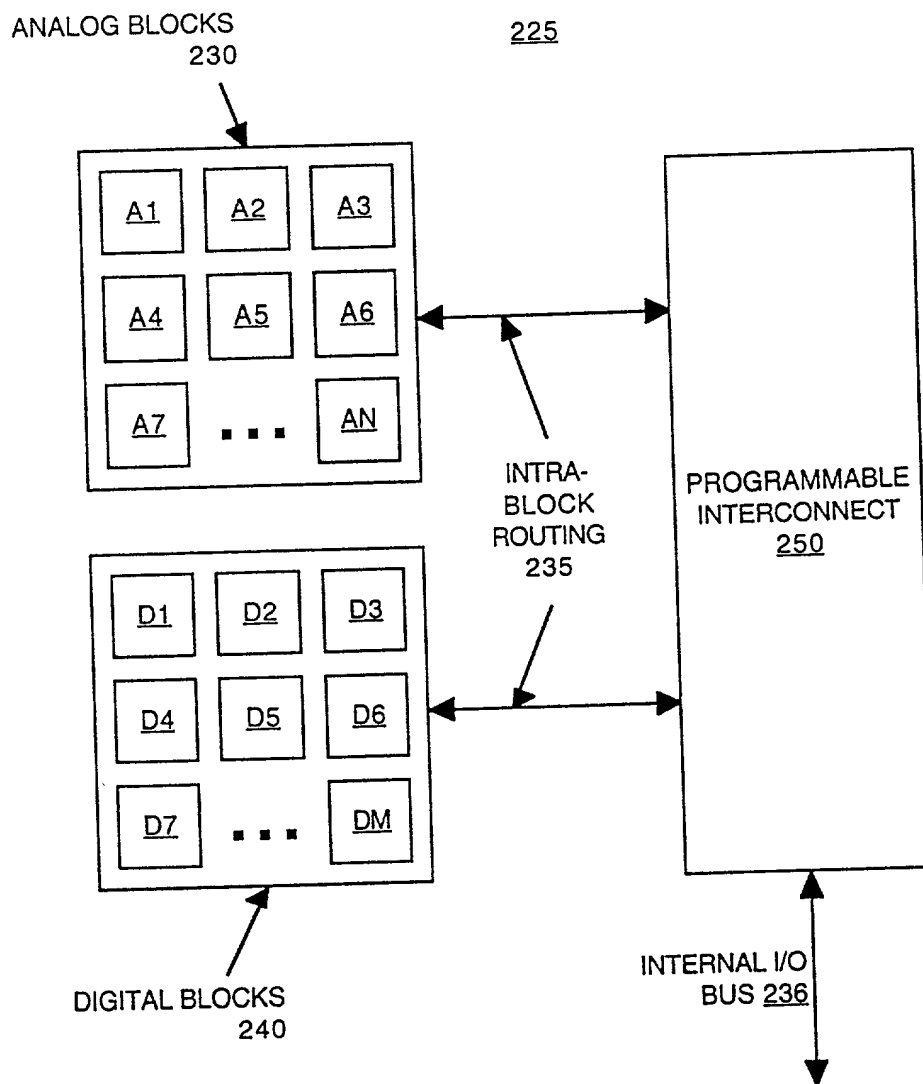 ANALOG BLOCKS
230
225
A1 A2 A3
A4 A5 A6
A7 ... AN
INTRA-
BLOCK
ROUTING
235
PROGRAMMABLE
INTERCONNECT
250
D1 D2 D3
D4 D5 D6
D7 ... DM
DIGITAL BLOCKS
240
INTERNAL I/O
BUS 236